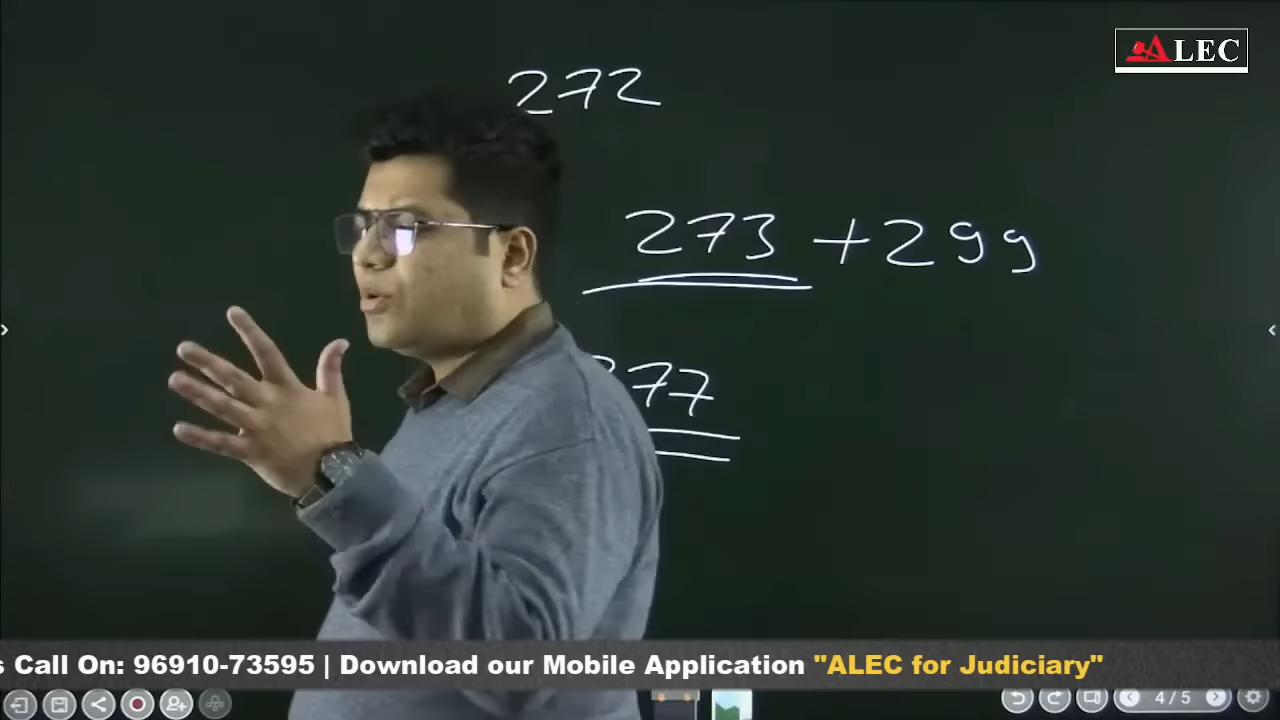 ALEC
272
273 + 299
77
s Call On: 96910-73595 | Download our Mobile Application "ALEC for Judiciary"
4 / 5